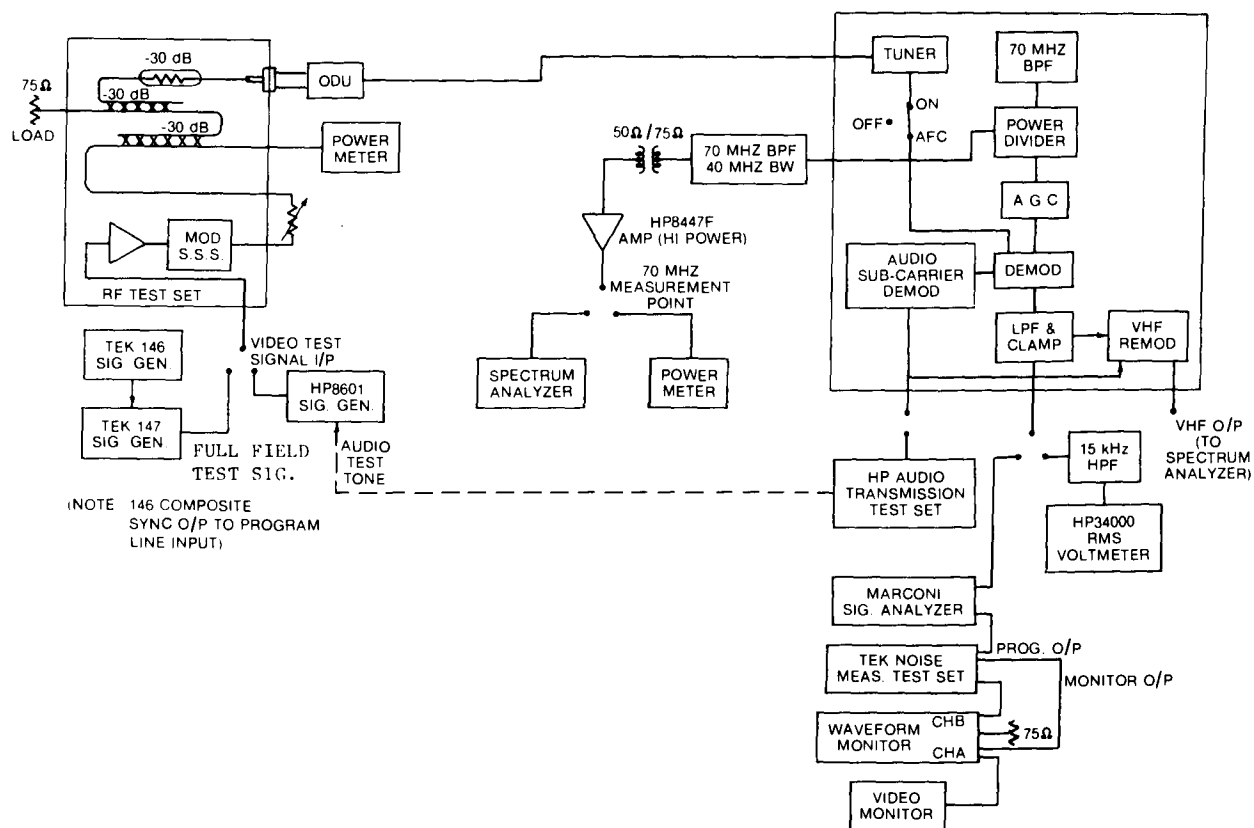 -30 dB
75Ω
LOAD
-30 dB
-30 dB
ODU
POWER
METER
MOD
S.S.S.
RF TEST SET
TUNER
70 MHZ
BPF
ON
OFF
AFC
POWER
DIVIDER
50Ω/75Ω
70 MHZ BPF
40 MHZ BW
AGC
HP8447F
AMP (HI POWER)
AUDIO
SUB-CARRIER
DEMOD
DEMOD
70 MHZ
MEASUREMENT
POINT
LPF &
CLAMP
VHF
REMOD
TEK 146
SIG GEN.
VIDEO TEST
SIGNAL I/P
SPECTRUM
ANALYZER
POWER
METER
HP8601
SIG. GEN.
TEK 147
SIG GEN.
FULL FIELD
TEST SIG.
AUDIO
TEST
TONE
VHF O/P
(TO
SPECTRUM
ANALYZER)
15 kHz
HPF
HP AUDIO
TRANSMISSION
TEST SET
(NOTE 146 COMPOSITE
SYNC O/P TO PROGRAM
LINE INPUT)
HP34000
RMS
VOLTMETER
MARCONI
SIG. ANALYZER
PROG. O/P
TEK NOISE
MEAS. TEST SET
MONITOR O/P
CHB
WAVEFORM
MONITOR
75Ω
CHA
VIDEO
MONITOR